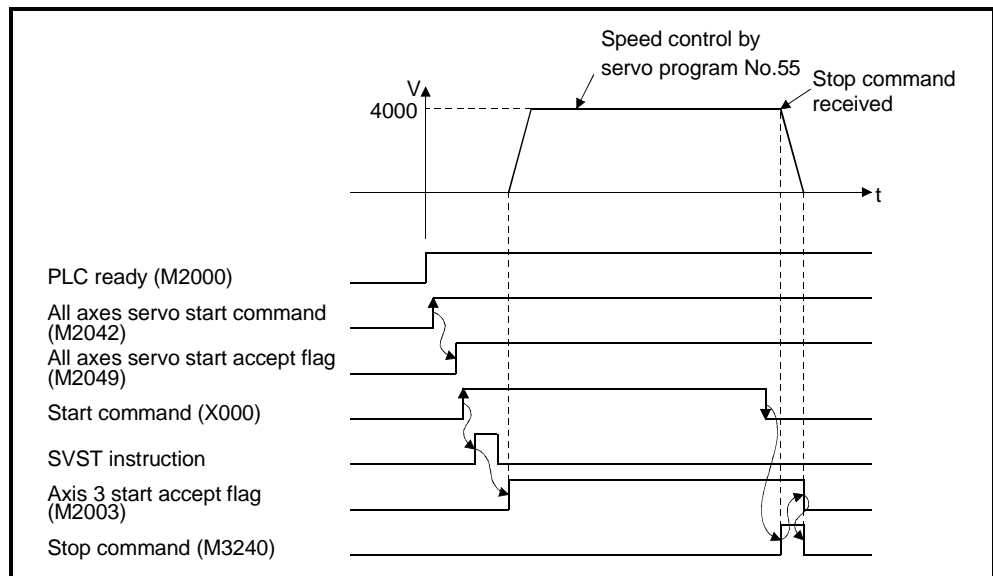 Speed control by
servo program No.55
Stop command
received
V
4000
t
PLC ready (M2000)
All axes servo start command
(M2042)
All axes servo start accept flag
(M2049)
Start command (X000)
SVST instruction
Axis 3 start accept flag
(M2003)
Stop command (M3240)